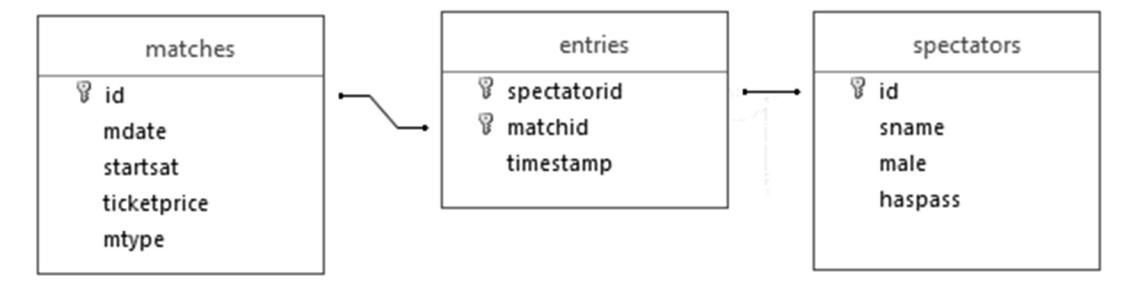 matches
id
mdate
startsat
ticketprice
mtype
entries
spectatorid
matchid
timestamp
spectators
id
sname
male
haspass